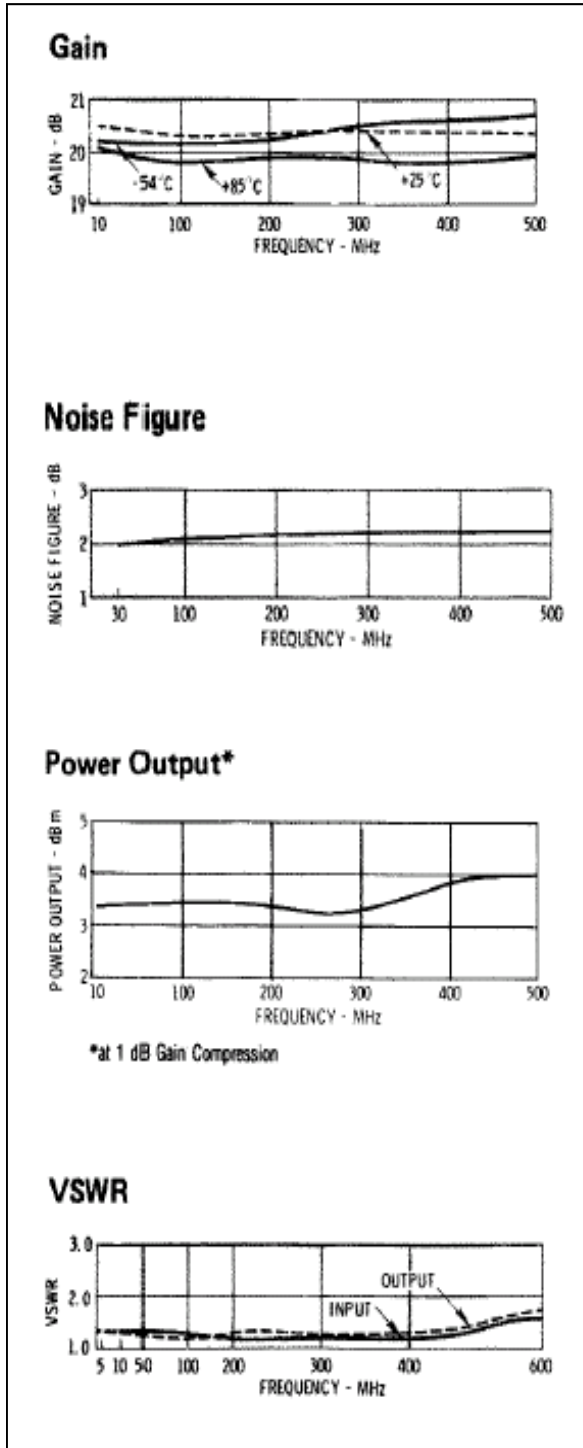 Gain
21
20
19
GAIN - dB
-54°C
+85°C
+25°C
10 100 200 300 400 500
FREQUENCY - MHz
Noise Figure
3
2
1
NOISE FIGURE - dB
30 100 200 300 400 500
FREQUENCY - MHz
Power Output*
5
4
3
2
POWER OUTPUT - dBm
10 100 200 300 400 500
FREQUENCY - MHz
*at 1 dB Gain Compression
VSWR
3.0
2.0
1.0
VSWR
OUTPUT
INPUT
5 10 50 100 200 300 400 600
FREQUENCY - MHz